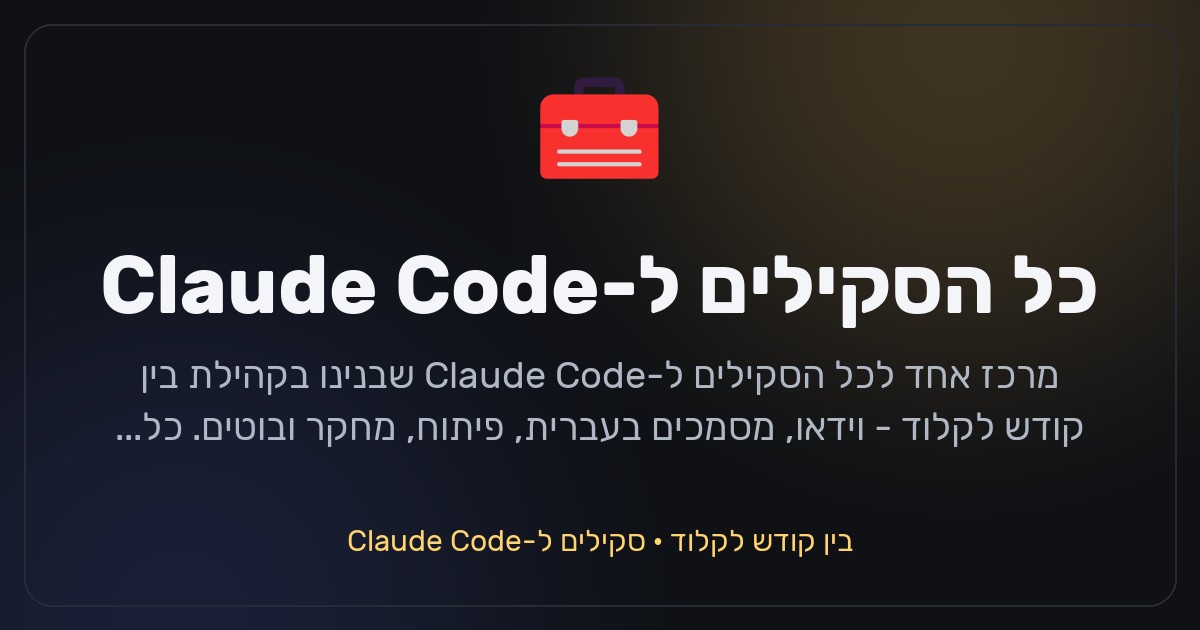 כל הסקילים ל-Claude Code
מרכז אחד לכל הסקילים ל-Claude Code שבנינו בקהילת בין
קודש לקלוד - וידאו, מסמכים בעברית, פיתוח, מחקר ובוטים. כל...
בין קודש לקלוד • סקילים ל-Claude Code